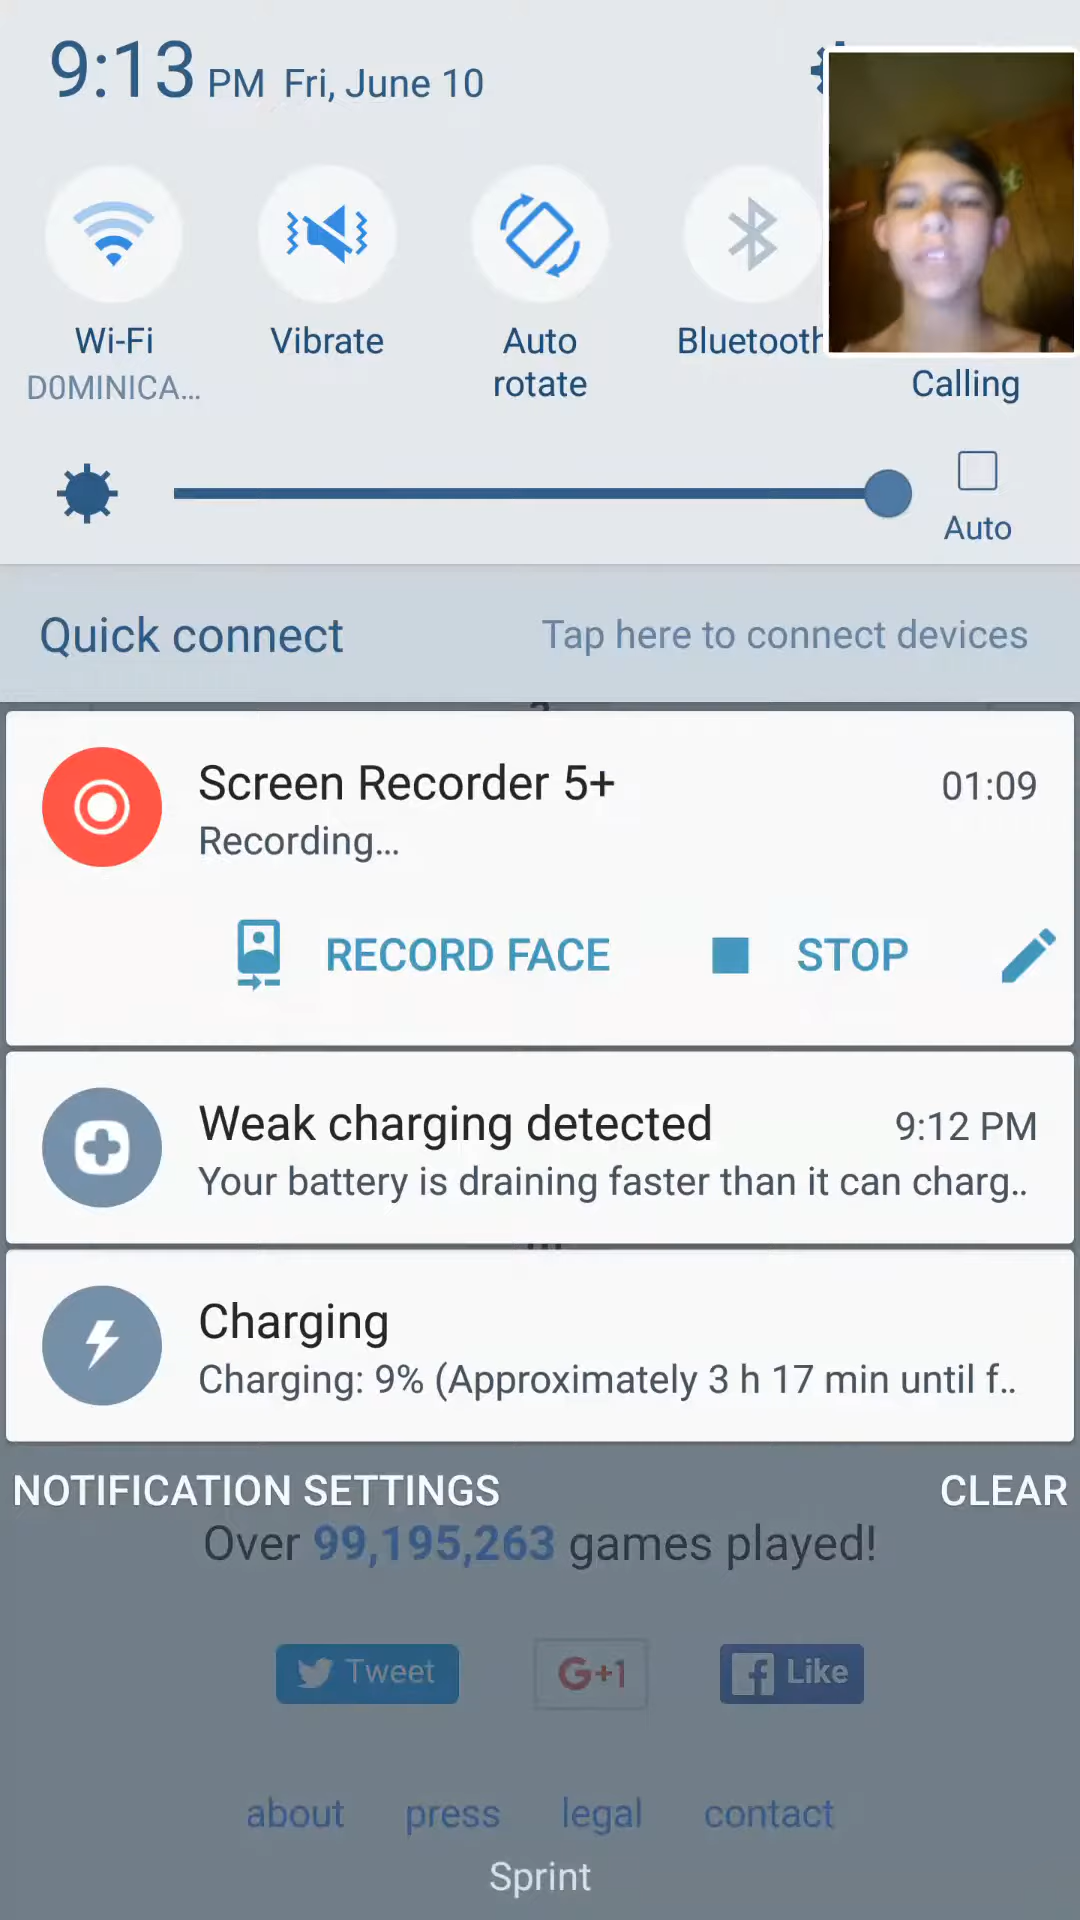 9:13 PM Fri, June 10
Wi-Fi
D0MINICA...
Vibrate
Auto
rotate
Bluetooth
Calling
Auto
Quick connect
Tap here to connect devices
Screen Recorder 5+
01:09
Recording...
RECORD FACE
STOP
Weak charging detected
9:12 PM
Your battery is draining faster than it can charg..
Charging
Charging: 9% (Approximately 3 h 17 min until f..
NOTIFICATION SETTINGS
CLEAR
Over 99,195,263 games played!
Tweet
G+1
Like
about
press
legal
contact
Sprint